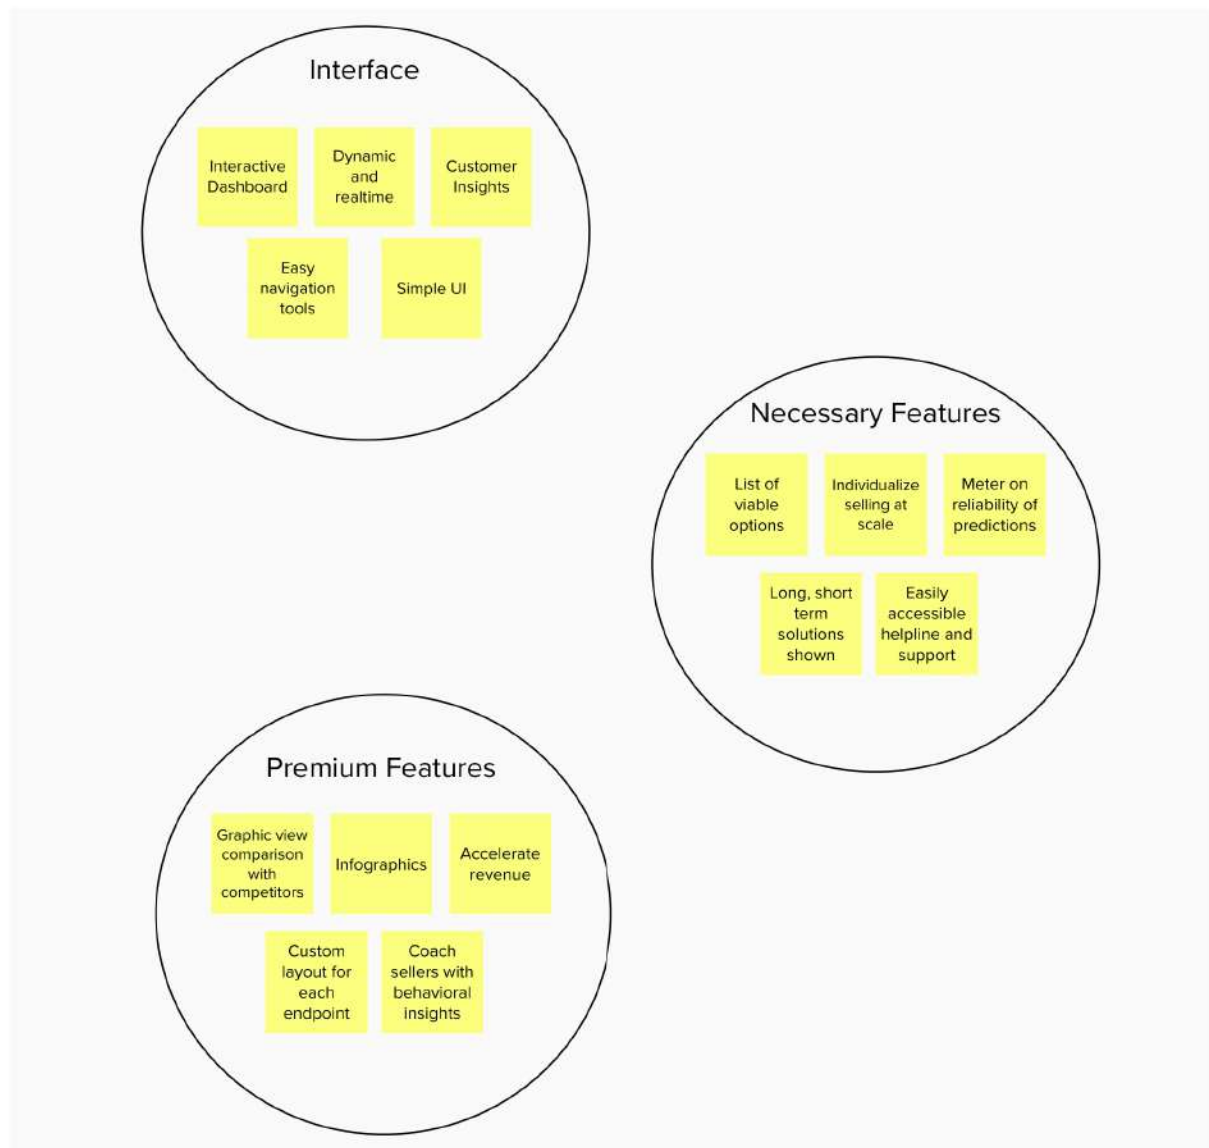 Interface
Interactive
Dashboard
Dynamic
and
realtime
Customer
Insights
Easy
navigation
tools
Simple UI
Necessary Features
List of
viable
options
Individualize
selling at
scale
Meter on
reliability of
predictions
Long, short
term
solutions
shown
Easily
accessible
helpline and
support
Premium Features
Graphic view
comparison
with
competitors
Infographics
Accelerate
revenue
Custom
layout for
each
endpoint
Coach
sellers with
behavioral
insights